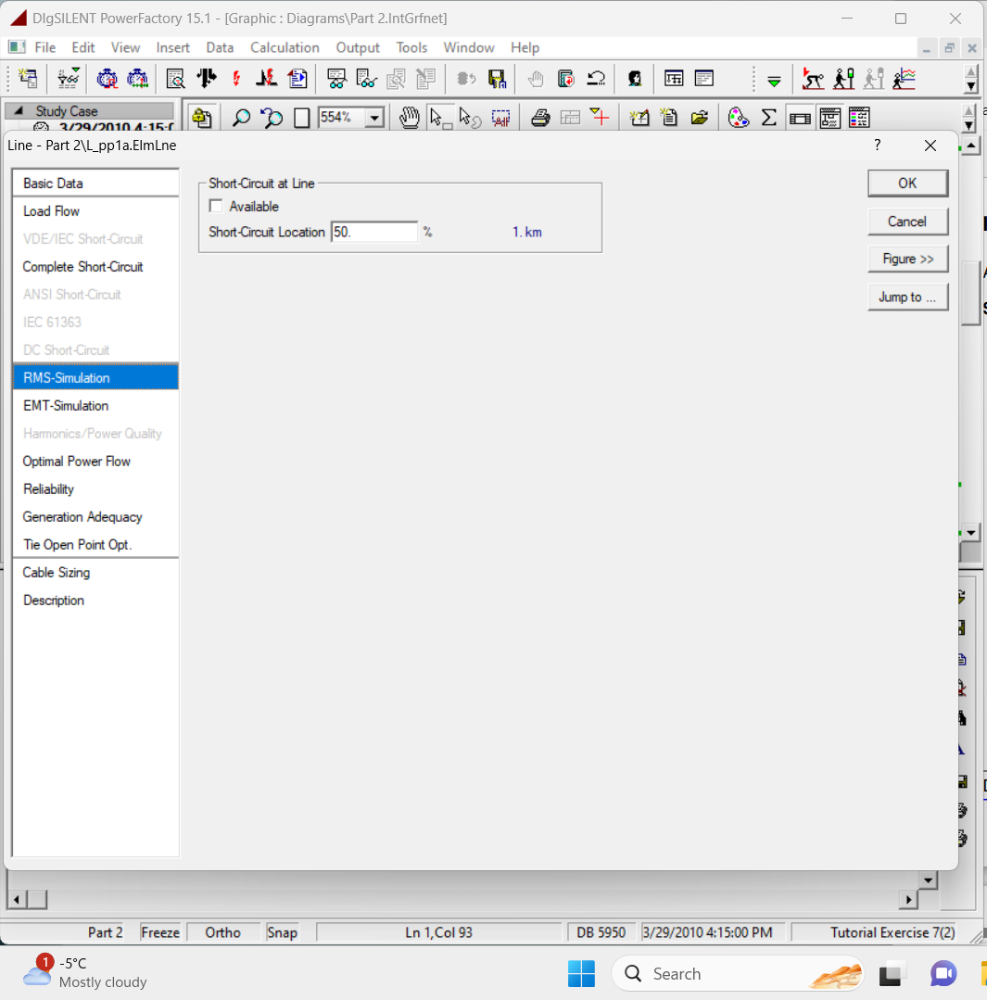 DIgSILENT PowerFactory 15.1 - [Graphic : Diagrams\Part 2.IntGrfnet]
File Edit View Insert Data Calculation Output Tools Window Help
Study Case
554%
3/29/2010 4:15:0
Line - Part 2\L_pp1a.ElmLne
?
Basic Data
Load Flow
VDE/IEC Short-Circuit
Complete Short-Circuit
ANSI Short-Circuit
IEC 61363
DC Short-Circuit
RMS-Simulation
EMT-Simulation
Harmonics/Power Quality
Optimal Power Flow
Reliability
Generation Adequacy
Tie Open Point Opt.
Cable Sizing
Description
Short-Circuit at Line
Available
Short-Circuit Location 50. % 1. km
OK
Cancel
Figure >>
Jump to ...
Part 2 Freeze Ortho Snap Ln 1,Col 93 DB 5950 3/29/2010 4:15:00 PM Tutorial Exercise 7(2)
1
-5°C
Mostly cloudy
Search